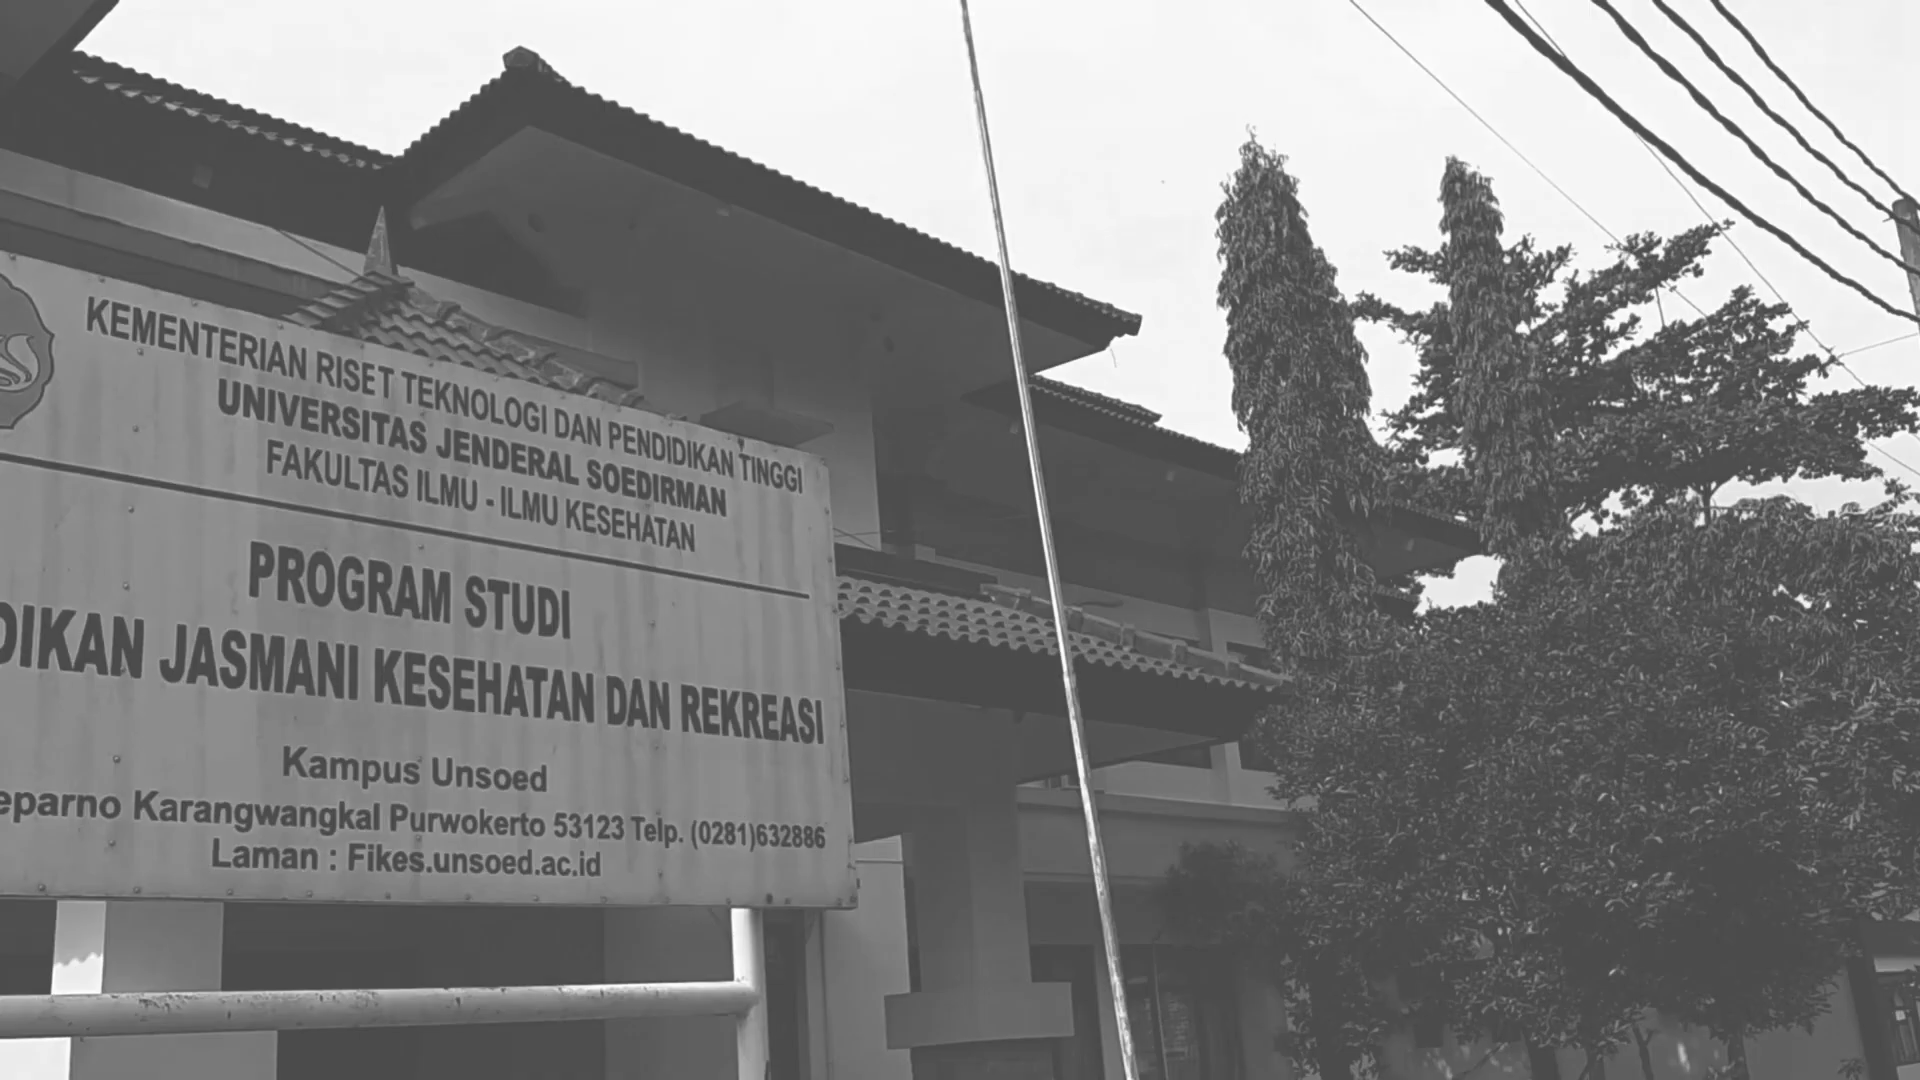 KEMENTERIAN RISET TEKNOLOGI DAN PENDIDIKAN TINGGI
UNIVERSITAS JENDERAL SOEDIRMAN
FAKULTAS ILMU - ILMU KESEHATAN
PROGRAM STUDI
DIKAN JASMANI KESEHATAN DAN REKREASI
Kampus Unsoed
eparno Karangwangkal Purwokerto 53123 Telp. (0281)632886
Laman : Fikes.unsoed.ac.id